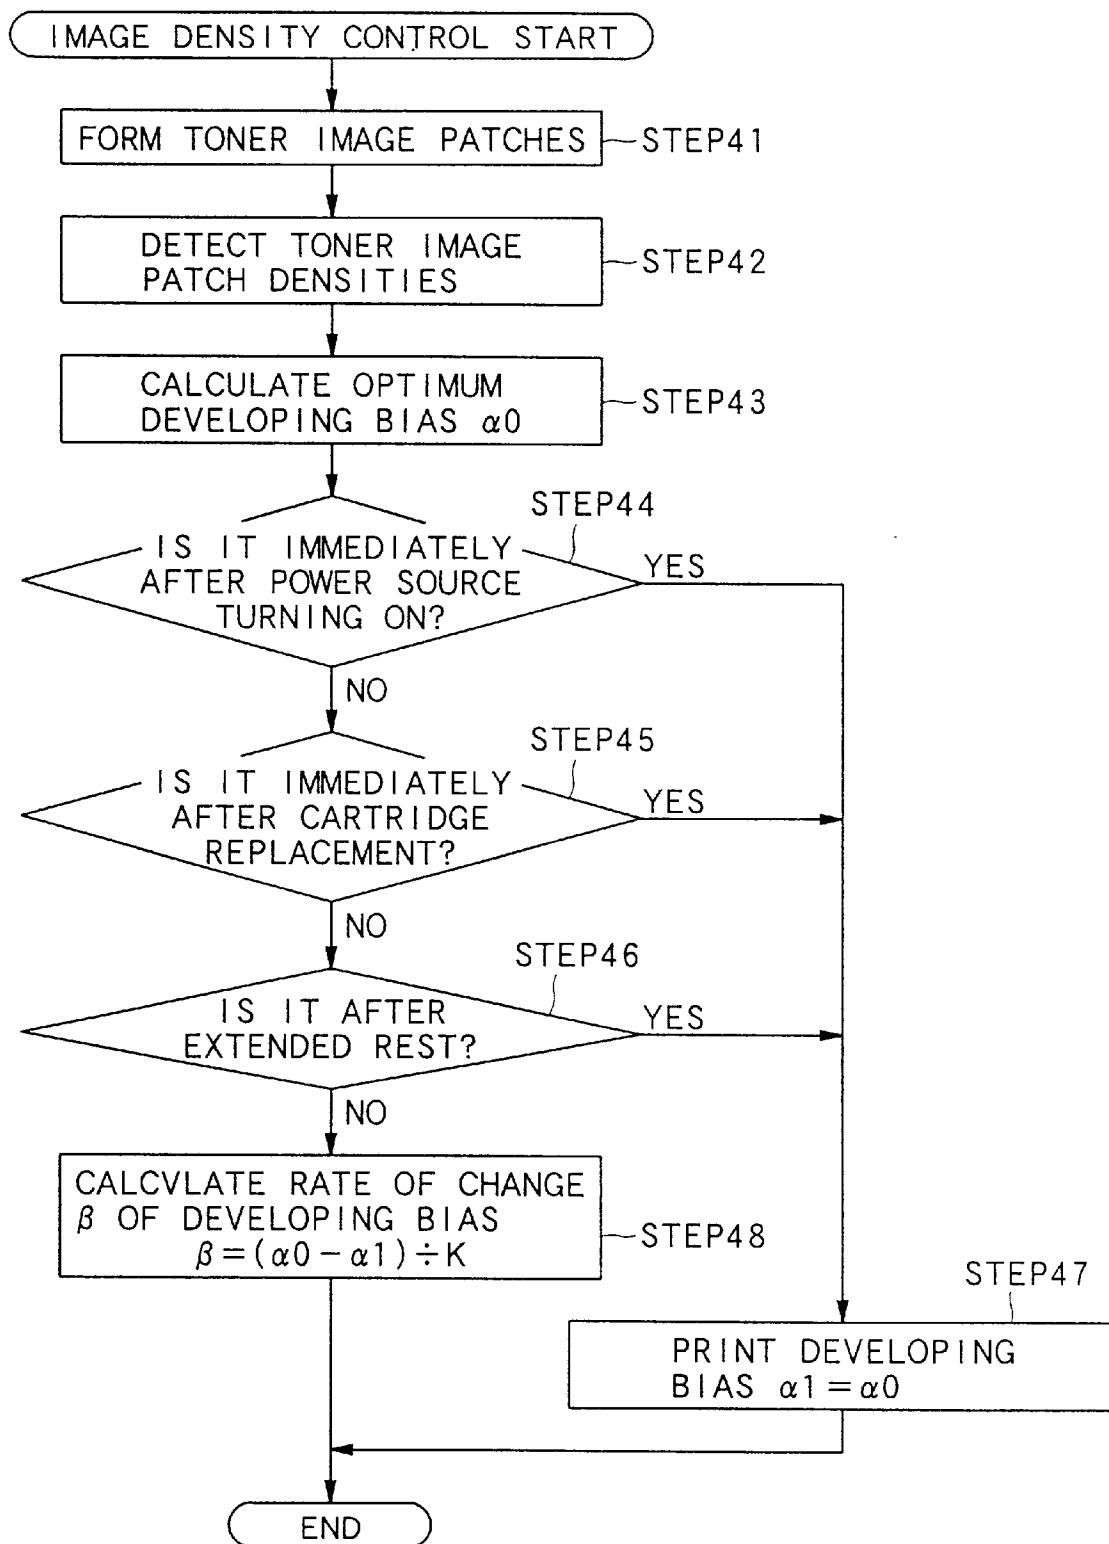 IMAGE DENSITY CONTROL START
FORM TONER IMAGE PATCHES
STEP41
DETECT TONER IMAGE
PATCH DENSITIES
STEP42
CALCULATE OPTIMUM
DEVELOPING BIAS α0
STEP43
STEP44
IS IT IMMEDIATELY
AFTER POWER SOURCE
TURNING ON?
YES
NO
STEP45
IS IT IMMEDIATELY
AFTER CARTRIDGE
REPLACEMENT?
YES
NO
STEP46
IS IT AFTER
EXTENDED REST?
YES
NO
CALCVLATE RATE OF CHANGE
β OF DEVELOPING BIAS
β=(α0-α1)÷K
STEP48
STEP47
PRINT DEVELOPING
BIAS α1=α0
END